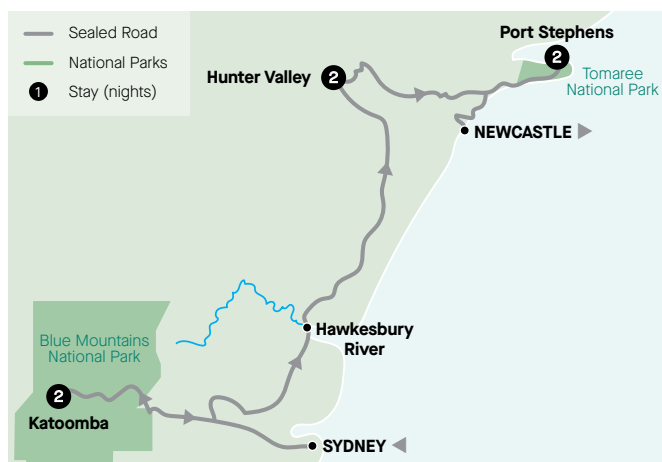 Sealed Road
National Parks
1 Stay (nights)
Port Stephens
2
Hunter Valley 2
Tomaree
National Park
NEWCASTLE
Hawkesbury
River
Blue Mountains
National Park
2
Katoomba
SYDNEY